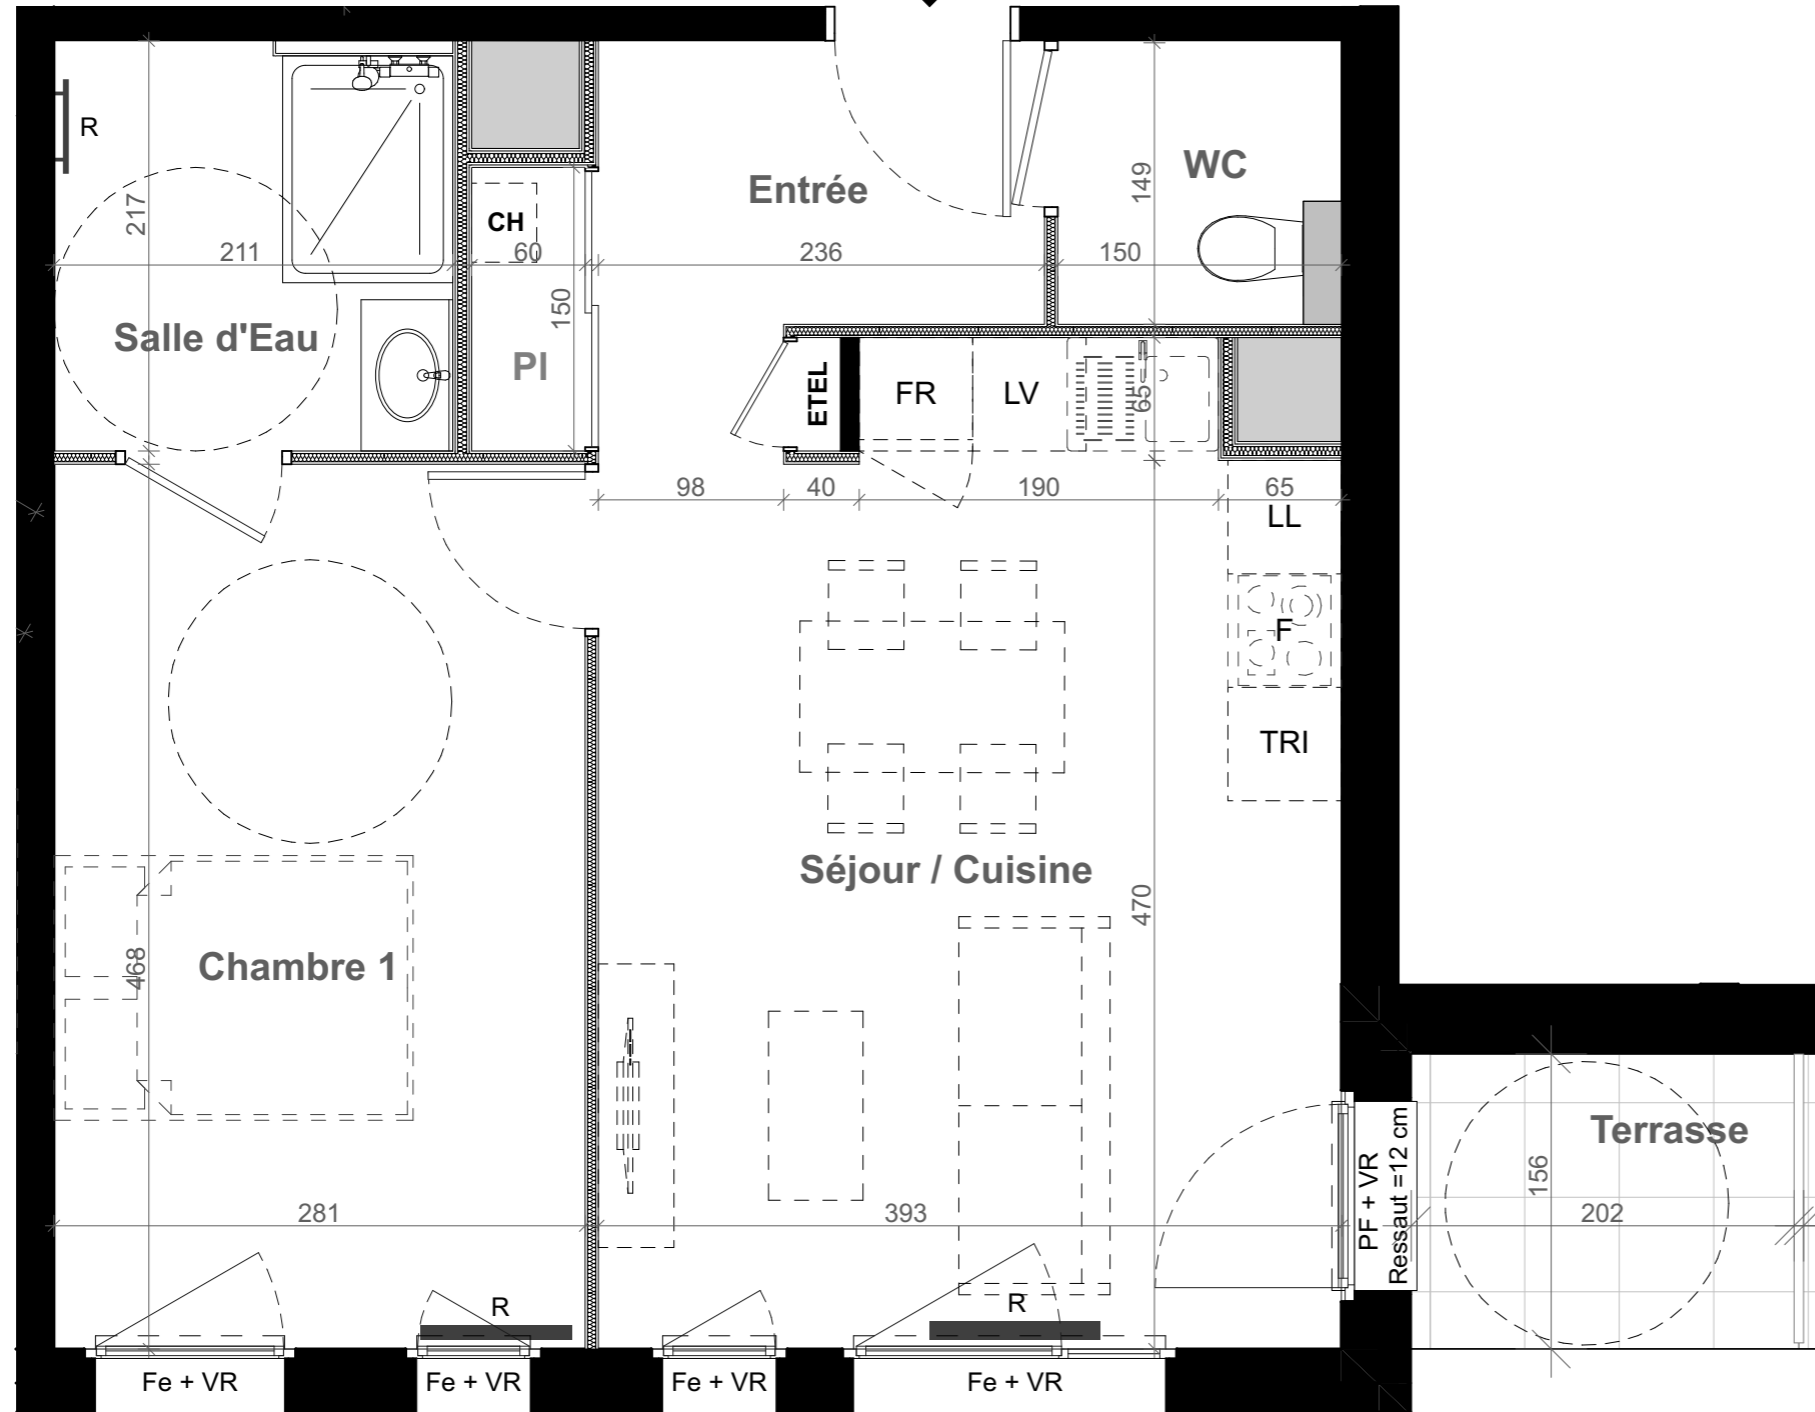 R
217
211
Salle d'Eau
CH
60
150
Pl
Entrée
236
WC
149
150
ETEL
FR
LV
65
98
40
190
65
LL
F
TRI
Séjour / Cuisine
470
Chambre 1
468
281
393
R
R
Fe + VR
Fe + VR
Fe + VR
Fe + VR
PF + VR
Ressaut =12 cm
Terrasse
156
202